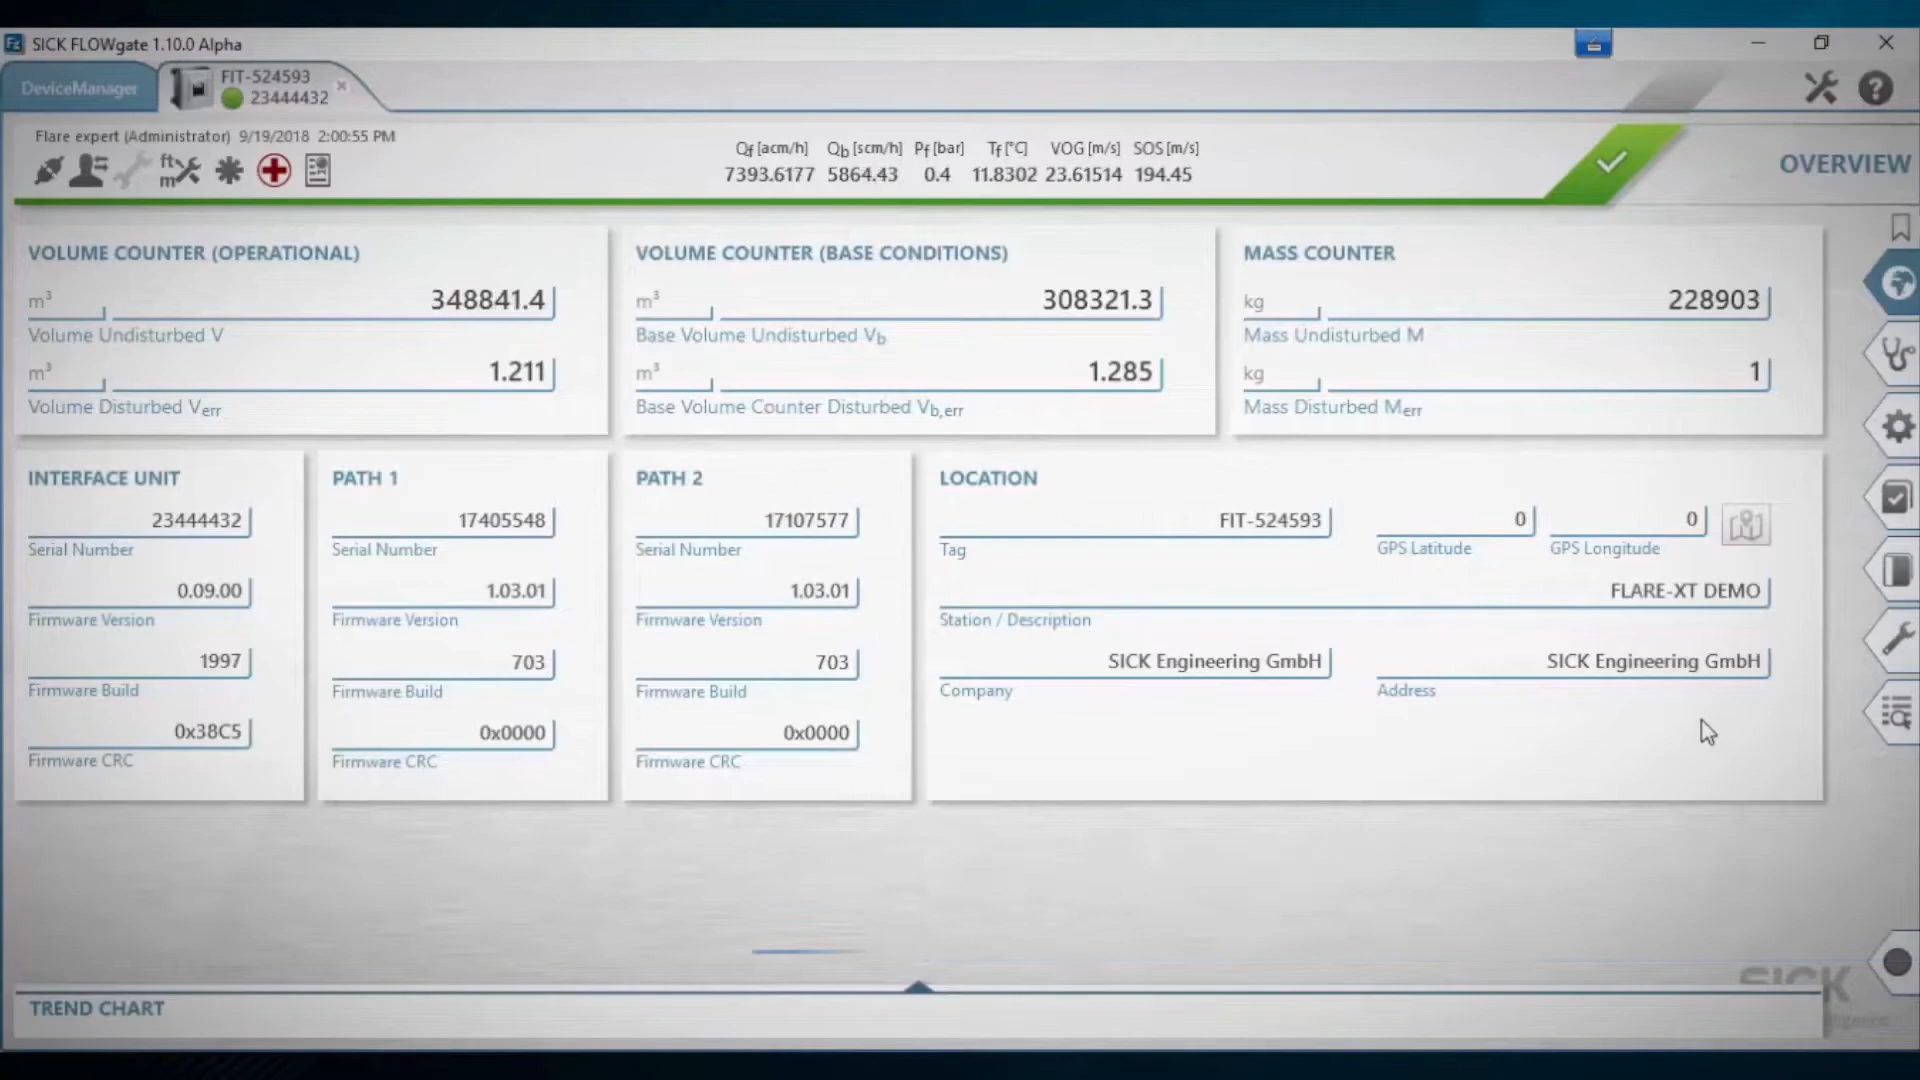 SICK FLOWgate 1.10.0 Alpha
DeviceManager
FIT-524593
23444432
Flare expert (Administrator) 9/19/2018 2:00:55 PM
ft
m
Qf [acm/h] Qb [scm/h] Pf [bar] Tf [°C] VOG [m/s] SOS [m/s]
7393.6177 5864.43 0.4 11.8302 23.61514 194.45
OVERVIEW
VOLUME COUNTER (OPERATIONAL)
m³ 348841.4
Volume Undisturbed V
m³ 1.211
Volume Disturbed Verr
VOLUME COUNTER (BASE CONDITIONS)
m³ 308321.3
Base Volume Undisturbed Vb
m³ 1.285
Base Volume Counter Disturbed Vb,err
MASS COUNTER
kg 228903
Mass Undisturbed M
kg 1
Mass Disturbed Merr
INTERFACE UNIT
23444432
Serial Number
0.09.00
Firmware Version
1997
Firmware Build
0x38C5
Firmware CRC
PATH 1
17405548
Serial Number
1.03.01
Firmware Version
703
Firmware Build
0x0000
Firmware CRC
PATH 2
17107577
Serial Number
1.03.01
Firmware Version
703
Firmware Build
0x0000
Firmware CRC
LOCATION
FIT-524593 0 0
Tag GPS Latitude GPS Longitude
FLARE-XT DEMO
Station / Description
SICK Engineering GmbH SICK Engineering GmbH
Company Address
SICK
TREND CHART